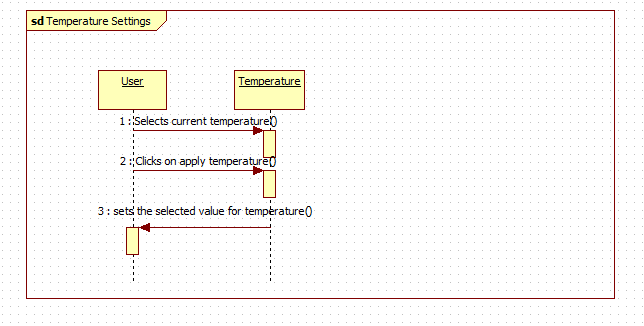 sd Temperature Settings
User
Temperature
1 : Selects current temperature()
2 : Clicks on apply temperature()
3 : sets the selected value for temperature()